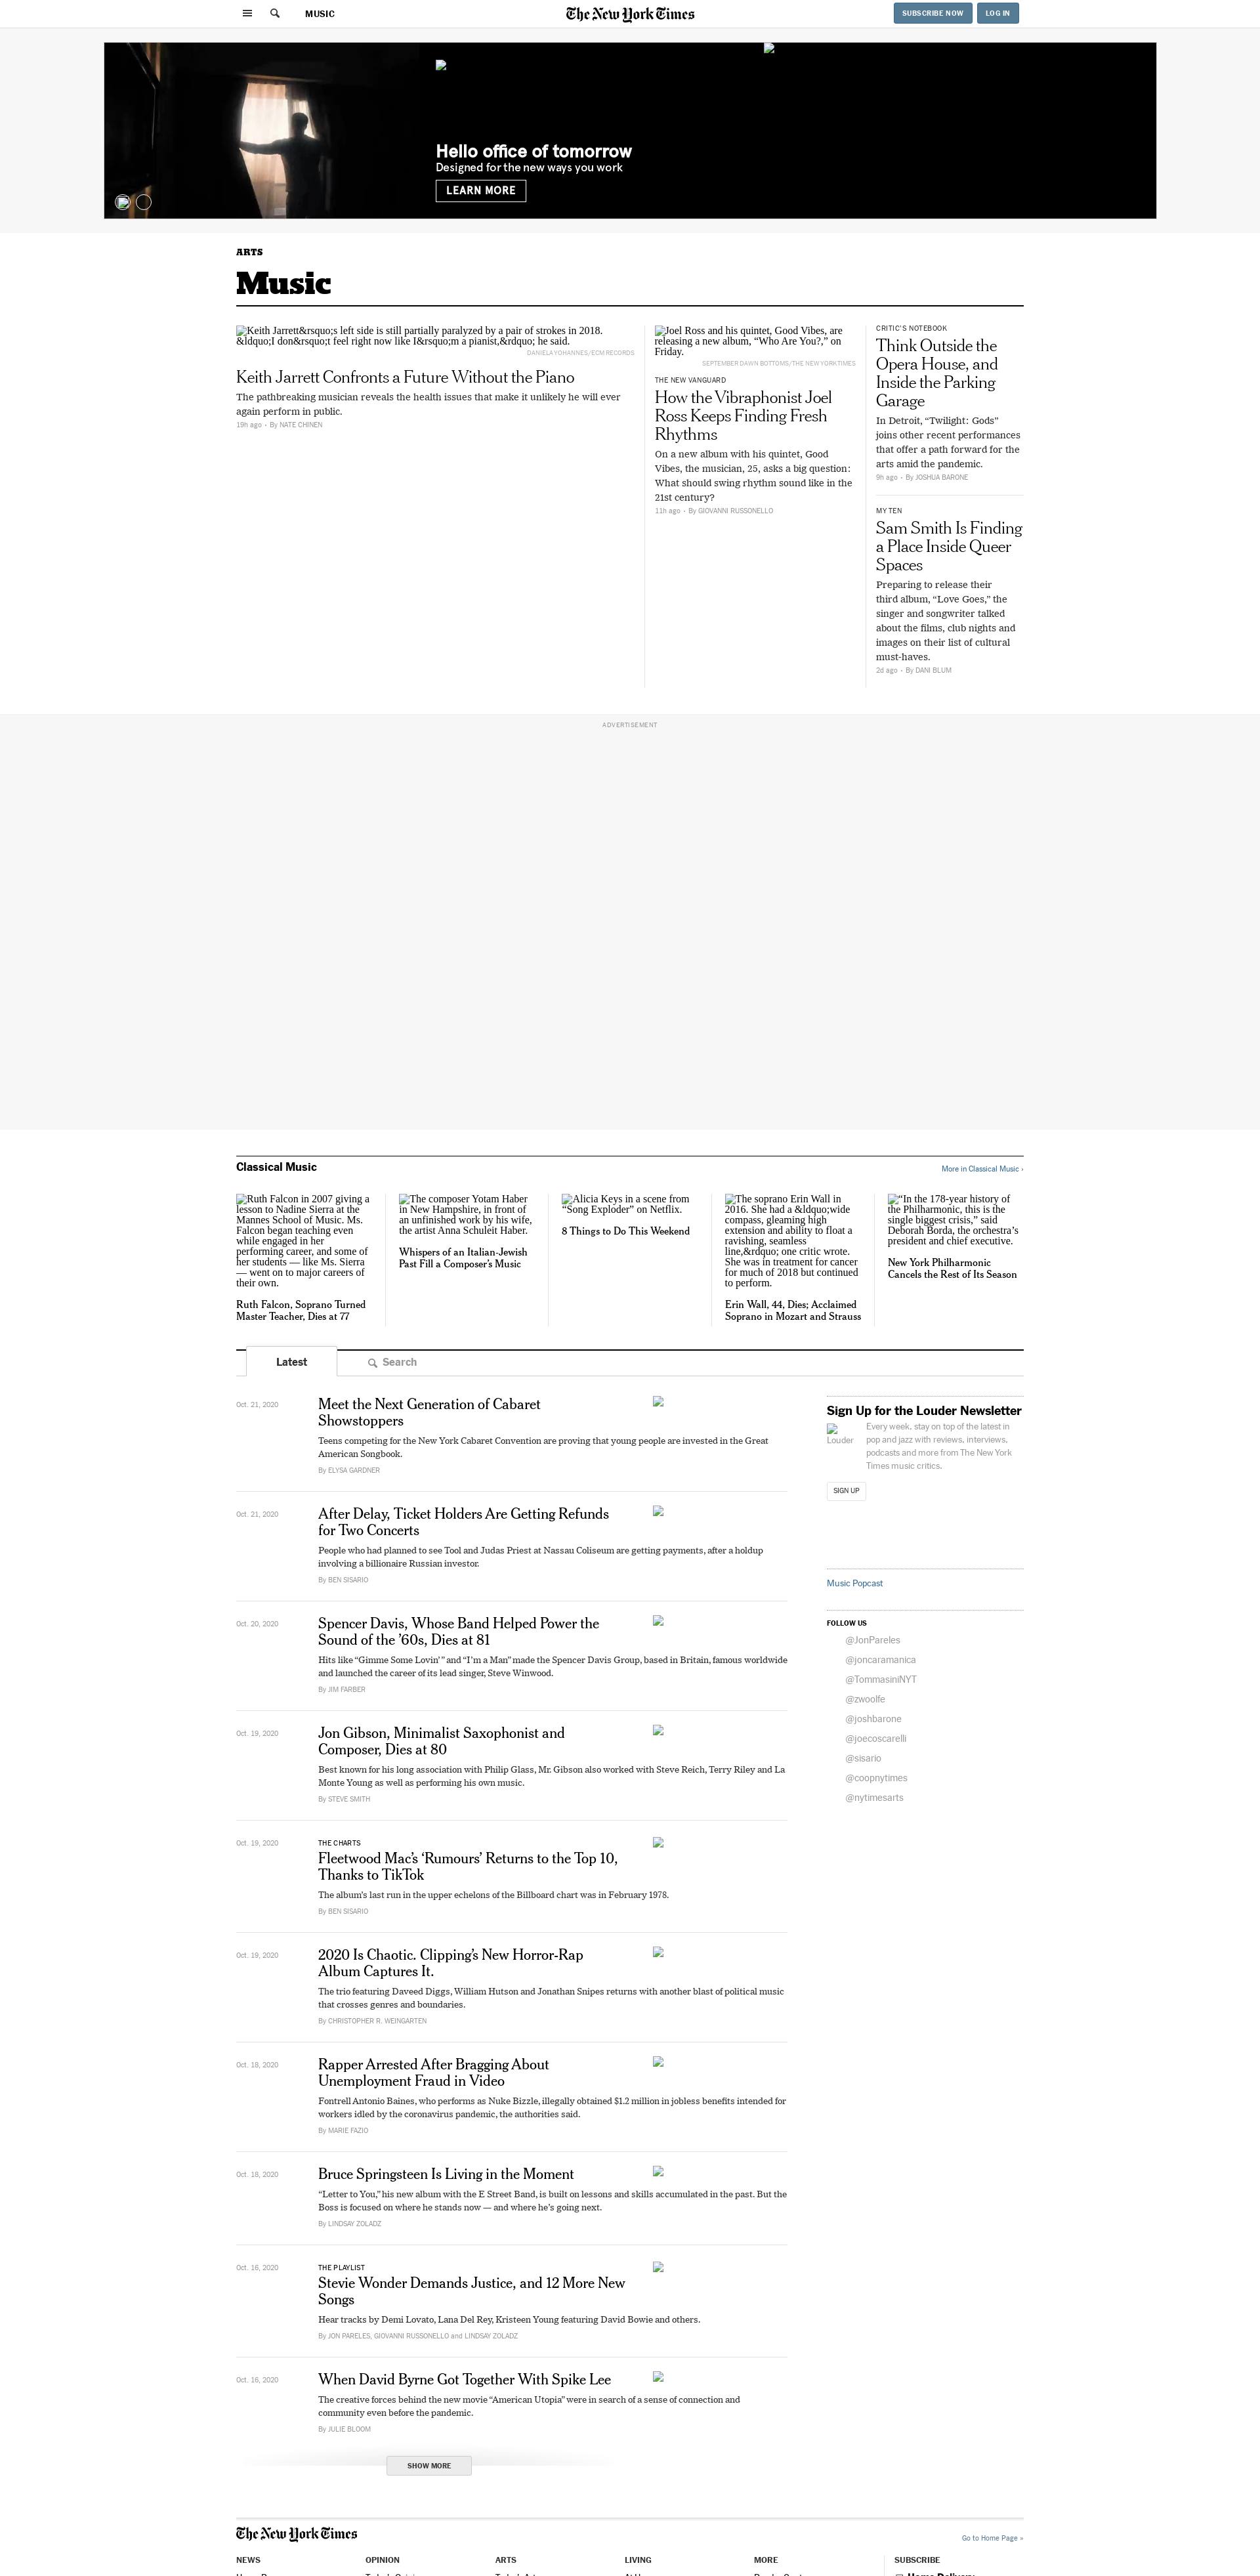 MUSIC
The New York Times
SUBSCRIBE NOW
LOG IN
Hello office of tomorrow
Designed for the new ways you work
LEARN MORE
ARTS
Music
Keith Jarrett&rsquo;s left side is still partially paralyzed by a pair of strokes in 2018.
&ldquo;I don&rsquo;t feel right now like I&rsquo;m a pianist,&rdquo; he said.
DANIELA YOHANNES/ECM RECORDS
Keith Jarrett Confronts a Future Without the Piano
The pathbreaking musician reveals the health issues that make it unlikely he will ever
again perform in public.
19h ago · By NATE CHINEN
Joel Ross and his quintet, Good Vibes, are
releasing a new album, “Who Are You?,” on
Friday.
SEPTEMBER DAWN BOTTOMS/THE NEW YORK TIMES
THE NEW VANGUARD
How the Vibraphonist Joel
Ross Keeps Finding Fresh
Rhythms
On a new album with his quintet, Good
Vibes, the musician, 25, asks a big question:
What should swing rhythm sound like in the
21st century?
11h ago · By GIOVANNI RUSSONELLO
CRITIC'S NOTEBOOK
Think Outside the
Opera House, and
Inside the Parking
Garage
In Detroit, “Twilight: Gods”
joins other recent performances
that offer a path forward for the
arts amid the pandemic.
9h ago · By JOSHUA BARONE
MY TEN
Sam Smith Is Finding
a Place Inside Queer
Spaces
Preparing to release their
third album, “Love Goes,” the
singer and songwriter talked
about the films, club nights and
images on their list of cultural
must-haves.
2d ago · By DANI BLUM
ADVERTISEMENT
Classical Music
More in Classical Music ›
Ruth Falcon in 2007 giving a
lesson to Nadine Sierra at the
Mannes School of Music. Ms.
Falcon began teaching even
while engaged in her
performing career, and some of
her students — like Ms. Sierra
— went on to major careers of
their own.
Ruth Falcon, Soprano Turned
Master Teacher, Dies at 77
The composer Yotam Haber
in New Hampshire, in front of
an unfinished work by his wife,
the artist Anna Schuleit Haber.
Whispers of an Italian-Jewish
Past Fill a Composer’s Music
Alicia Keys in a scene from
“Song Exploder” on Netflix.
8 Things to Do This Weekend
The soprano Erin Wall in
2016. She had a &ldquo;wide
compass, gleaming high
extension and ability to float a
ravishing, seamless
line,&rdquo; one critic wrote.
She was in treatment for cancer
for much of 2018 but continued
to perform.
Erin Wall, 44, Dies; Acclaimed
Soprano in Mozart and Strauss
“In the 178-year history of
the Philharmonic, this is the
single biggest crisis,” said
Deborah Borda, the orchestra’s
president and chief executive.
New York Philharmonic
Cancels the Rest of Its Season
Latest
Search
Oct. 21, 2020
Meet the Next Generation of Cabaret
Showstoppers
Teens competing for the New York Cabaret Convention are proving that young people are invested in the Great
American Songbook.
By ELYSA GARDNER
Oct. 21, 2020
After Delay, Ticket Holders Are Getting Refunds
for Two Concerts
People who had planned to see Tool and Judas Priest at Nassau Coliseum are getting payments, after a holdup
involving a billionaire Russian investor.
By BEN SISARIO
Oct. 20, 2020
Spencer Davis, Whose Band Helped Power the
Sound of the ’60s, Dies at 81
Hits like “Gimme Some Lovin’ ” and “I’m a Man” made the Spencer Davis Group, based in Britain, famous worldwide
and launched the career of its lead singer, Steve Winwood.
By JIM FARBER
Oct. 19, 2020
Jon Gibson, Minimalist Saxophonist and
Composer, Dies at 80
Best known for his long association with Philip Glass, Mr. Gibson also worked with Steve Reich, Terry Riley and La
Monte Young as well as performing his own music.
By STEVE SMITH
Oct. 19, 2020
THE CHARTS
Fleetwood Mac’s ‘Rumours’ Returns to the Top 10,
Thanks to TikTok
The album’s last run in the upper echelons of the Billboard chart was in February 1978.
By BEN SISARIO
Oct. 19, 2020
2020 Is Chaotic. Clipping’s New Horror-Rap
Album Captures It.
The trio featuring Daveed Diggs, William Hutson and Jonathan Snipes returns with another blast of political music
that crosses genres and boundaries.
By CHRISTOPHER R. WEINGARTEN
Oct. 18, 2020
Rapper Arrested After Bragging About
Unemployment Fraud in Video
Fontrell Antonio Baines, who performs as Nuke Bizzle, illegally obtained $1.2 million in jobless benefits intended for
workers idled by the coronavirus pandemic, the authorities said.
By MARIE FAZIO
Oct. 18, 2020
Bruce Springsteen Is Living in the Moment
“Letter to You,” his new album with the E Street Band, is built on lessons and skills accumulated in the past. But the
Boss is focused on where he stands now — and where he’s going next.
By LINDSAY ZOLADZ
Oct. 16, 2020
THE PLAYLIST
Stevie Wonder Demands Justice, and 12 More New
Songs
Hear tracks by Demi Lovato, Lana Del Rey, Kristeen Young featuring David Bowie and others.
By JON PARELES, GIOVANNI RUSSONELLO and LINDSAY ZOLADZ
Oct. 16, 2020
When David Byrne Got Together With Spike Lee
The creative forces behind the new movie “American Utopia” were in search of a sense of connection and
community even before the pandemic.
By JULIE BLOOM
SHOW MORE
Sign Up for the Louder Newsletter
Louder
Every week, stay on top of the latest in
pop and jazz with reviews, interviews,
podcasts and more from The New York
Times music critics.
SIGN UP
Music Popcast
FOLLOW US
@JonPareles
@joncaramanica
@TommasiniNYT
@zwoolfe
@joshbarone
@joecoscarelli
@sisario
@coopnytimes
@nytimesarts
The New York Times
Go to Home Page »
NEWS
OPINION
ARTS
LIVING
MORE
SUBSCRIBE